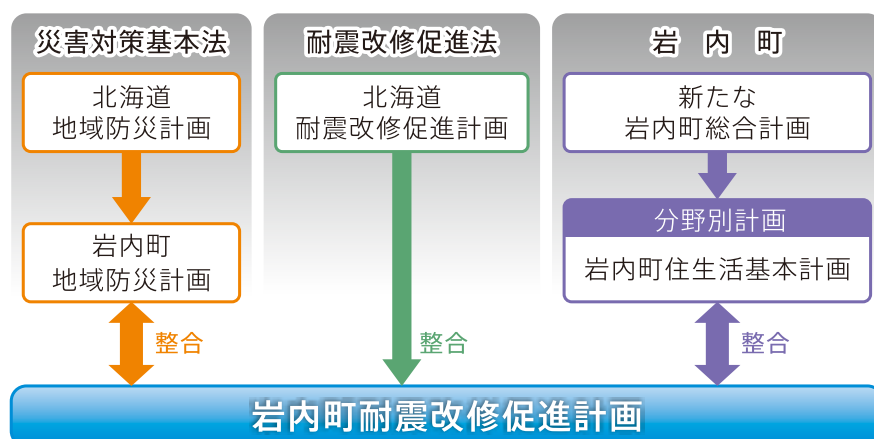 災害対策基本法
北海道
地域防災計画
岩内町
地域防災計画
整合
耐震改修促進法
北海道
耐震改修促進計画
整合
岩内町
新たな
岩内町総合計画
分野別計画
岩内町住生活基本計画
整合
岩内町耐震改修促進計画